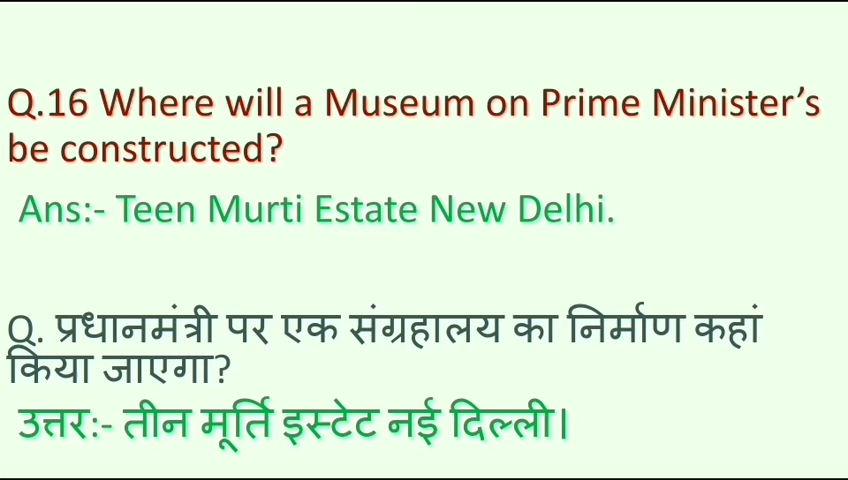 Q.16 Where will a Museum on Prime Minister’s
be constructed?
Ans:- Teen Murti Estate New Delhi.
Q. प्रधानमंत्री पर एक संग्रहालय का निर्माण कहां
किया जाएगा?
उत्तर:- तीन मूर्ति इस्टेट नई दिल्ली।